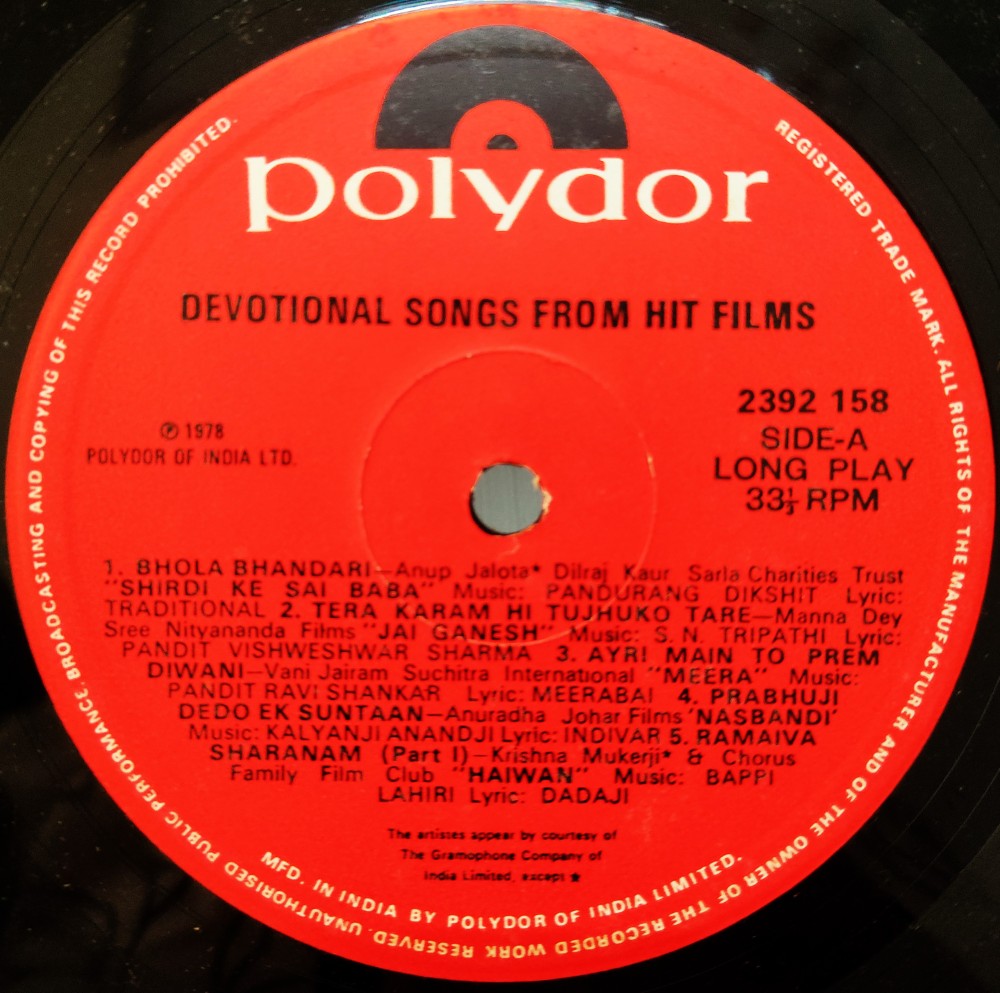 polydor
DEVOTIONAL SONGS FROM HIT FILMS
℗ 1978
POLYDOR OF INDIA LTD.
2392 158
SIDE-A
LONG PLAY
33⅓ RPM
1. BHOLA BHANDARI—Anup Jalota* Dilraj Kaur Sarla Charities Trust
"SHIRDI KE SAI BABA" Music: PANDURANG DIKSHIT Lyric:
TRADITIONAL 2. TERA KARAM HI TUJHUKO TARE—Manna Dey
Sree Nityananda Films "JAI GANESH" Music: S. N. TRIPATHI Lyric:
PANDIT VISHWESHWAR SHARMA 3. AYRI MAIN TO PREM
DIWANI—Vani Jairam Suchitra International "MEERA" Music:
PANDIT RAVI SHANKAR Lyric: MEERABAI 4. PRABHUJI
DEDO EK SUNTAAN—Anuradha Johar Films 'NASBANDI'
Music: KALYANJI ANANDJI Lyric: INDIVAR 5. RAMAIVA
SHARANAM (Part I)—Krishna Mukerji* & Chorus
Family Film Club "HAIWAN" Music: BAPPI
LAHIRI Lyric: DADAJI
The artistes appear by courtesy of
The Gramophone Company of
India Limited, except ★
MFD. IN INDIA BY POLYDOR OF INDIA LIMITED.
REGISTERED TRADE MARK. ALL RIGHTS OF THE MANUFACTURER AND OF THE OWNER OF THE RECORDED WORK RESERVED. UNAUTHORISED PUBLIC PERFORMANCE. BROADCASTING AND COPYING OF THIS RECORD PROHIBITED.